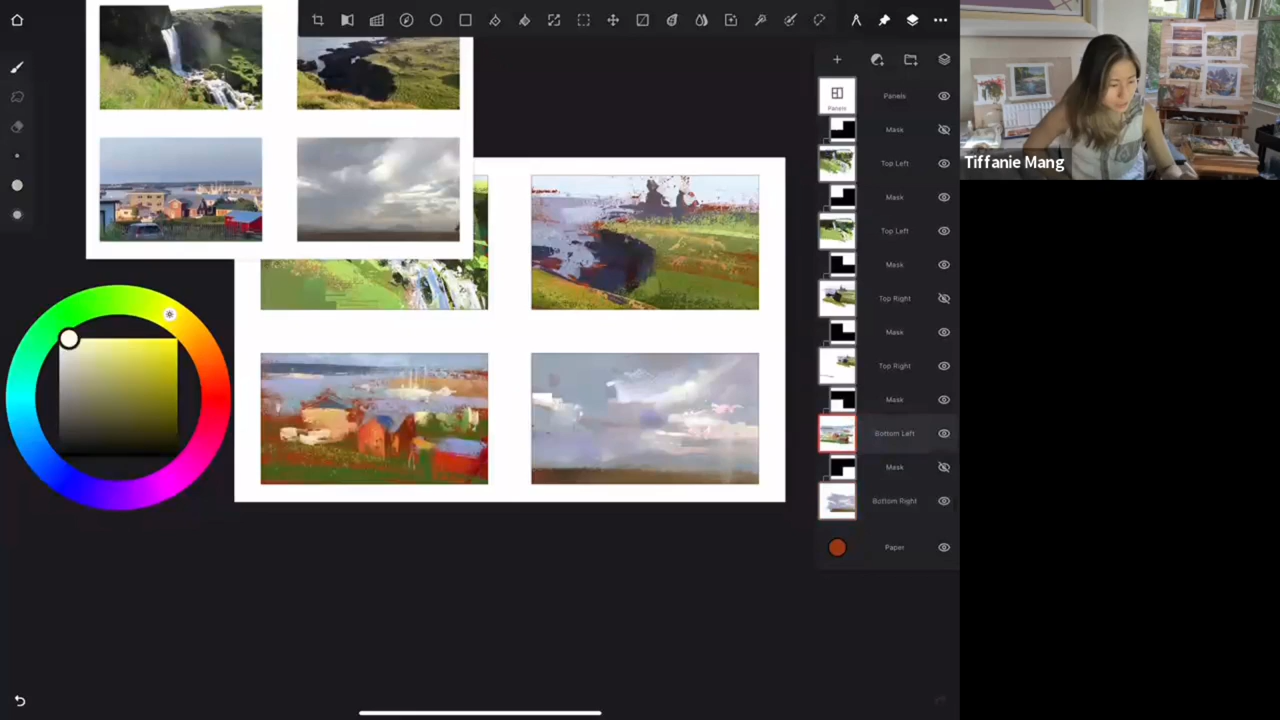 Panels
Panels
Mask
Top Left
Mask
Top Left
Mask
Top Right
Mask
Top Right
Mask
Bottom Left
Mask
Bottom Right
Paper
Tiffanie Mang